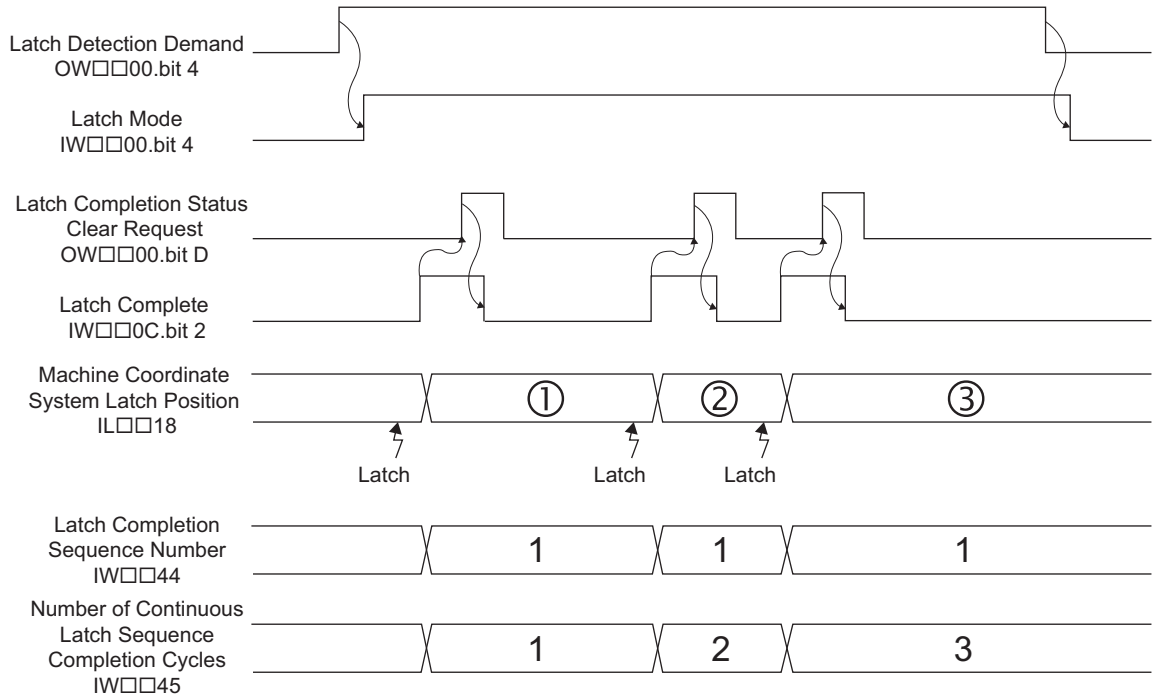 Latch Detection Demand
OW□□00.bit 4
Latch Mode
IW□□00.bit 4
Latch Completion Status
Clear Request
OW□□00.bit D
Latch Complete
IW□□0C.bit 2
Machine Coordinate
System Latch Position
IL□□18
① ② ③
Latch Latch Latch
Latch Completion
Sequence Number
IW□□44
1 1 1
Number of Continuous
Latch Sequence
Completion Cycles
IW□□45
1 2 3